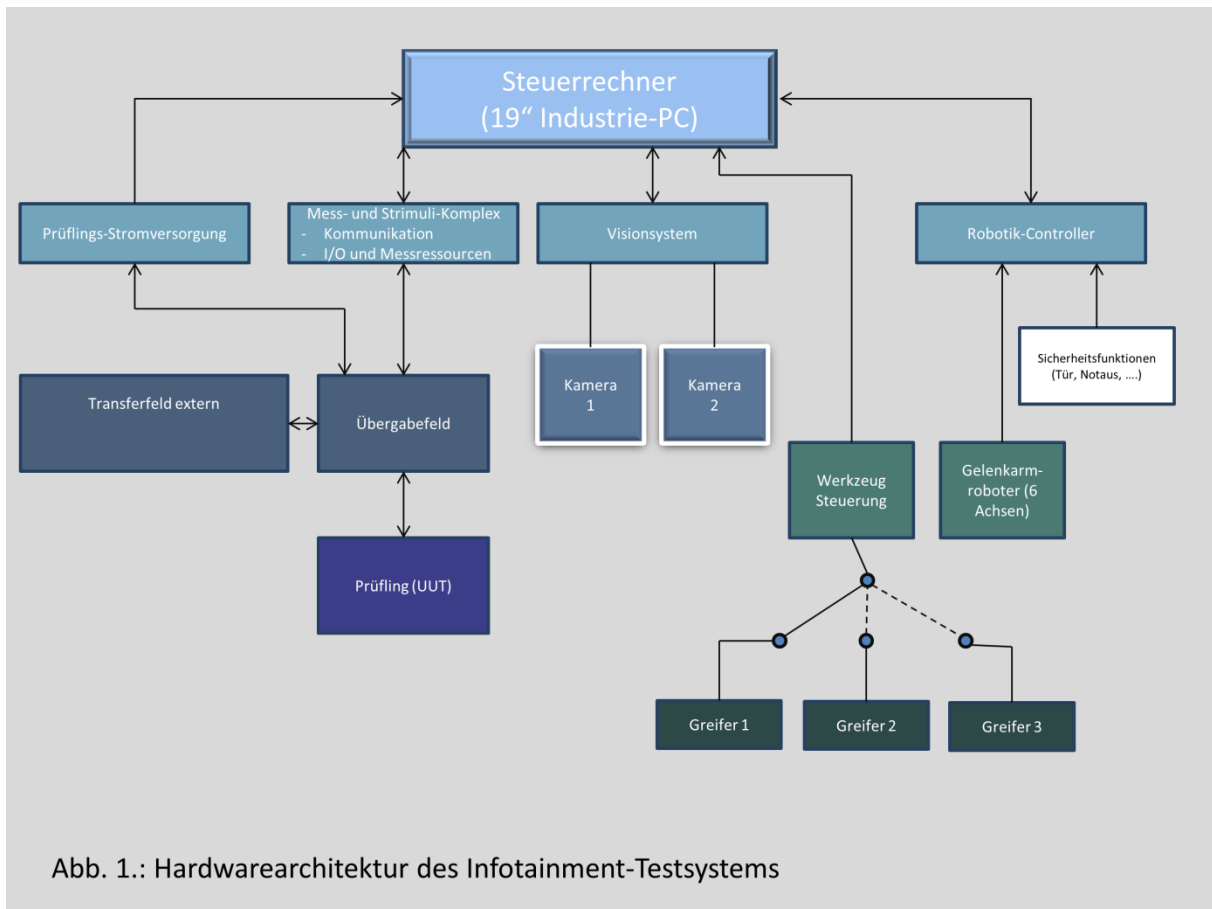 Steuerrechner
(19“ Industrie-PC)
Prüflings-Stromversorgung
Mess- und Strimuli-Komplex
- Kommunikation
- I/O und Messressourcen
Visionsystem
Robotik-Controller
Sicherheitsfunktionen
(Tür, Notaus, ....)
Transferfeld extern
Übergabefeld
Kamera
1
Kamera
2
Werkzeug
Steuerung
Gelenkarm-
roboter (6
Achsen)
Prüfling (UUT)
Greifer 1
Greifer 2
Greifer 3
Abb. 1.: Hardwarearchitektur des Infotainment-Testsystems